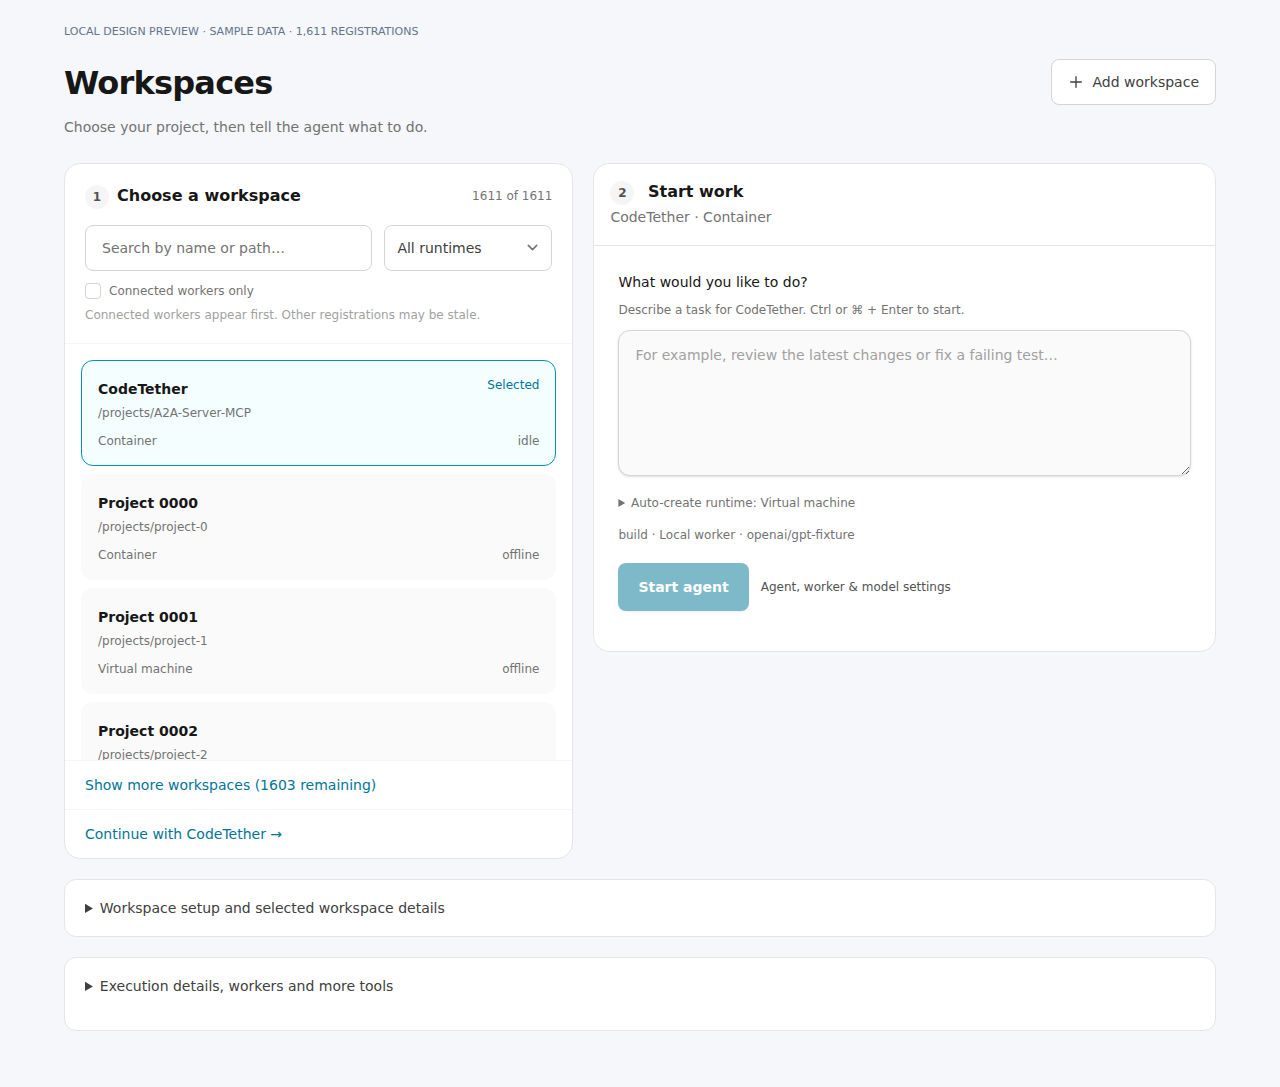 LOCAL DESIGN PREVIEW · SAMPLE DATA · 1,611 REGISTRATIONS
Workspaces
Add workspace
Choose your project, then tell the agent what to do.
1 Choose a workspace
1611 of 1611
Search by name or path…
All runtimes
Connected workers only
Connected workers appear first. Other registrations may be stale.
CodeTether
Selected
/projects/A2A-Server-MCP
Container
idle
Project 0000
/projects/project-0
Container
offline
Project 0001
/projects/project-1
Virtual machine
offline
Project 0002
/projects/project-2
Show more workspaces (1603 remaining)
Continue with CodeTether →
2 Start work
CodeTether · Container
What would you like to do?
Describe a task for CodeTether. Ctrl or ⌘ + Enter to start.
For example, review the latest changes or fix a failing test…
Auto-create runtime: Virtual machine
build · Local worker · openai/gpt-fixture
Start agent
Agent, worker & model settings
Workspace setup and selected workspace details
Execution details, workers and more tools